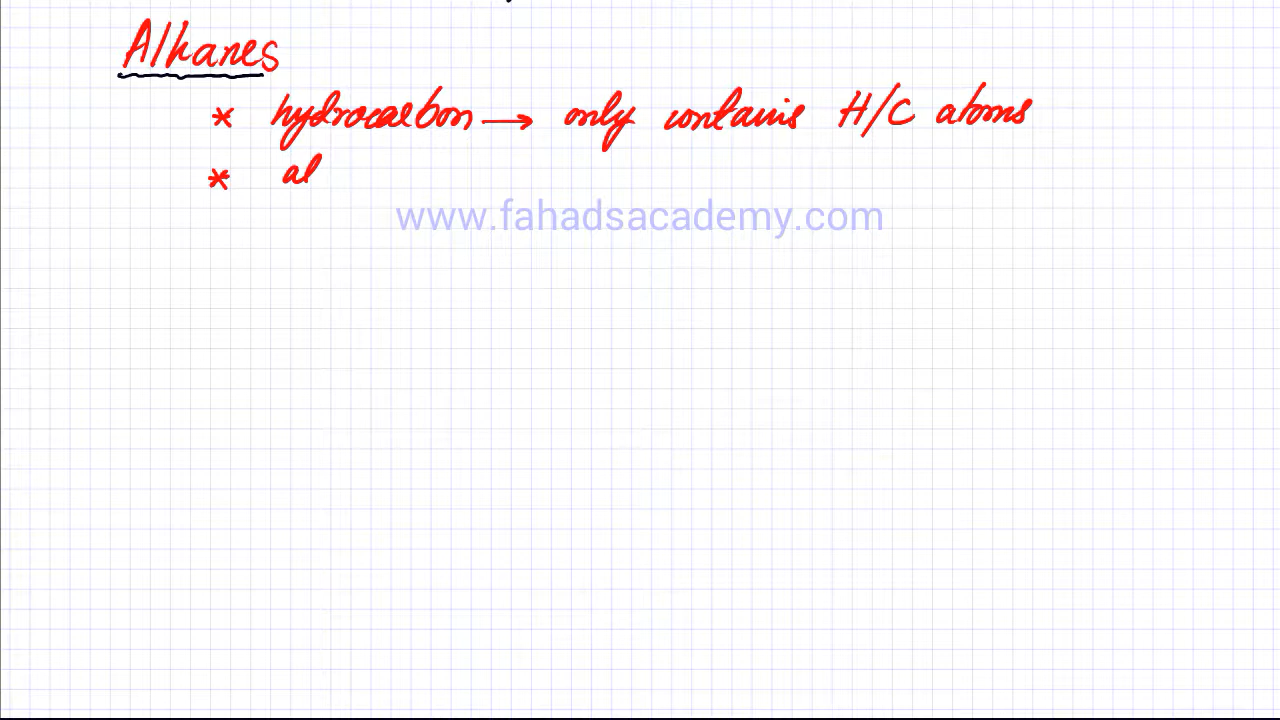 Alkanes
* hydrocarbon → only contains H/C atoms
* al
www.fahadsacademy.com